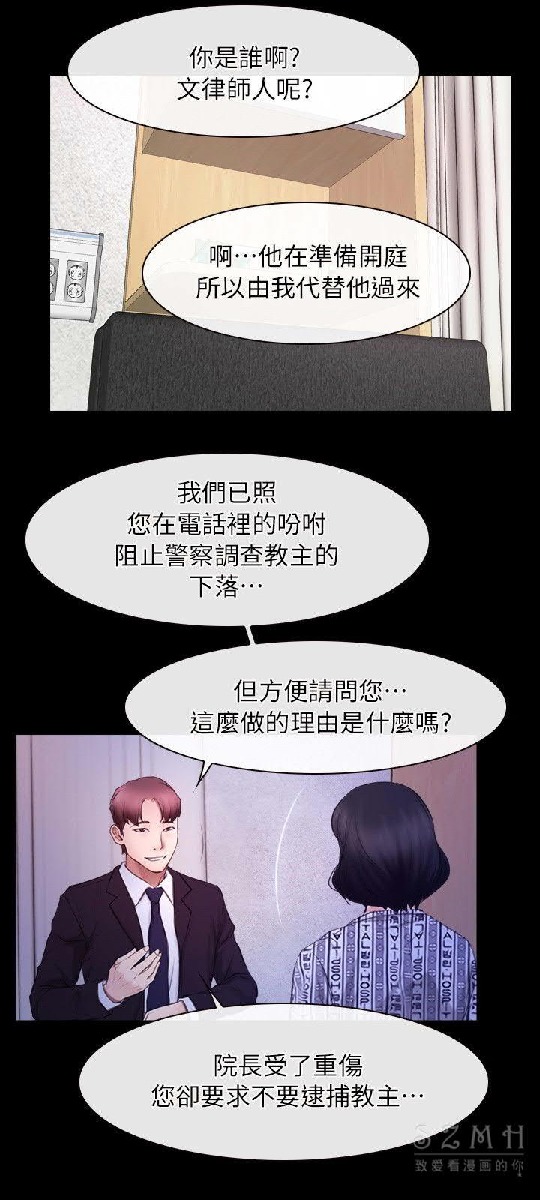 你是誰啊?
文律師人呢?
啊…他在準備開庭
所以由我代替他過來
我們已照
您在電話裡的吩咐
阻止警察調查教主的
下落…
但方便請問您…
這麼做的理由是什麼嗎?
院長受了重傷
您卻要求不要逮捕教主…
SZMH
致愛看漫画的你